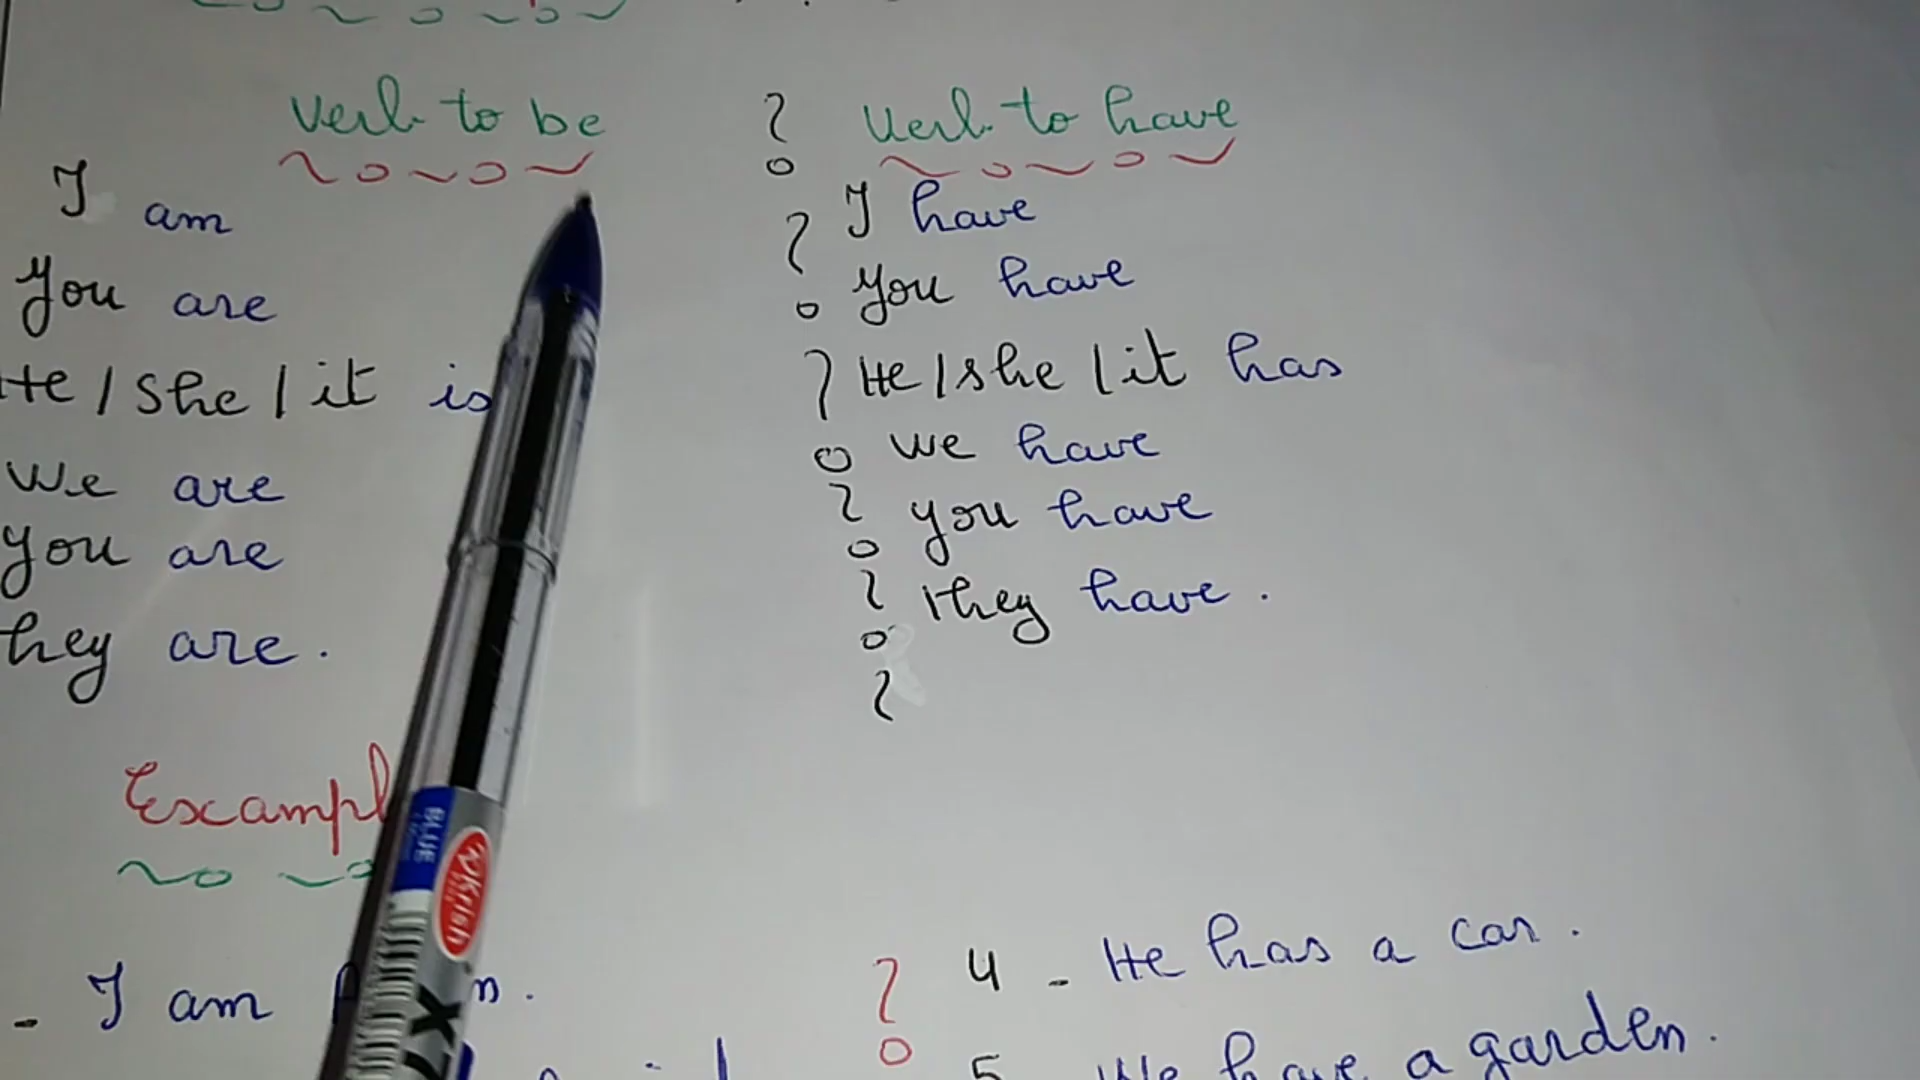 Verb to be
I am
You are
He / She / it is
We are
You are
they are.
Verb to have
I have
You have
He / she / it has
we have
you have
they have.
I am
4 - He has a car.
5 We have a garden.
BLUE
Krish